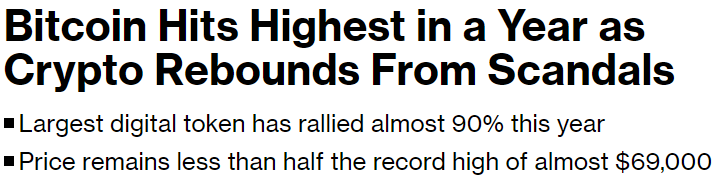 Bitcoin Hits Highest in a Year as
Crypto Rebounds From Scandals
▪Largest digital token has rallied almost 90% this year
▪Price remains less than half the record high of almost $69,000